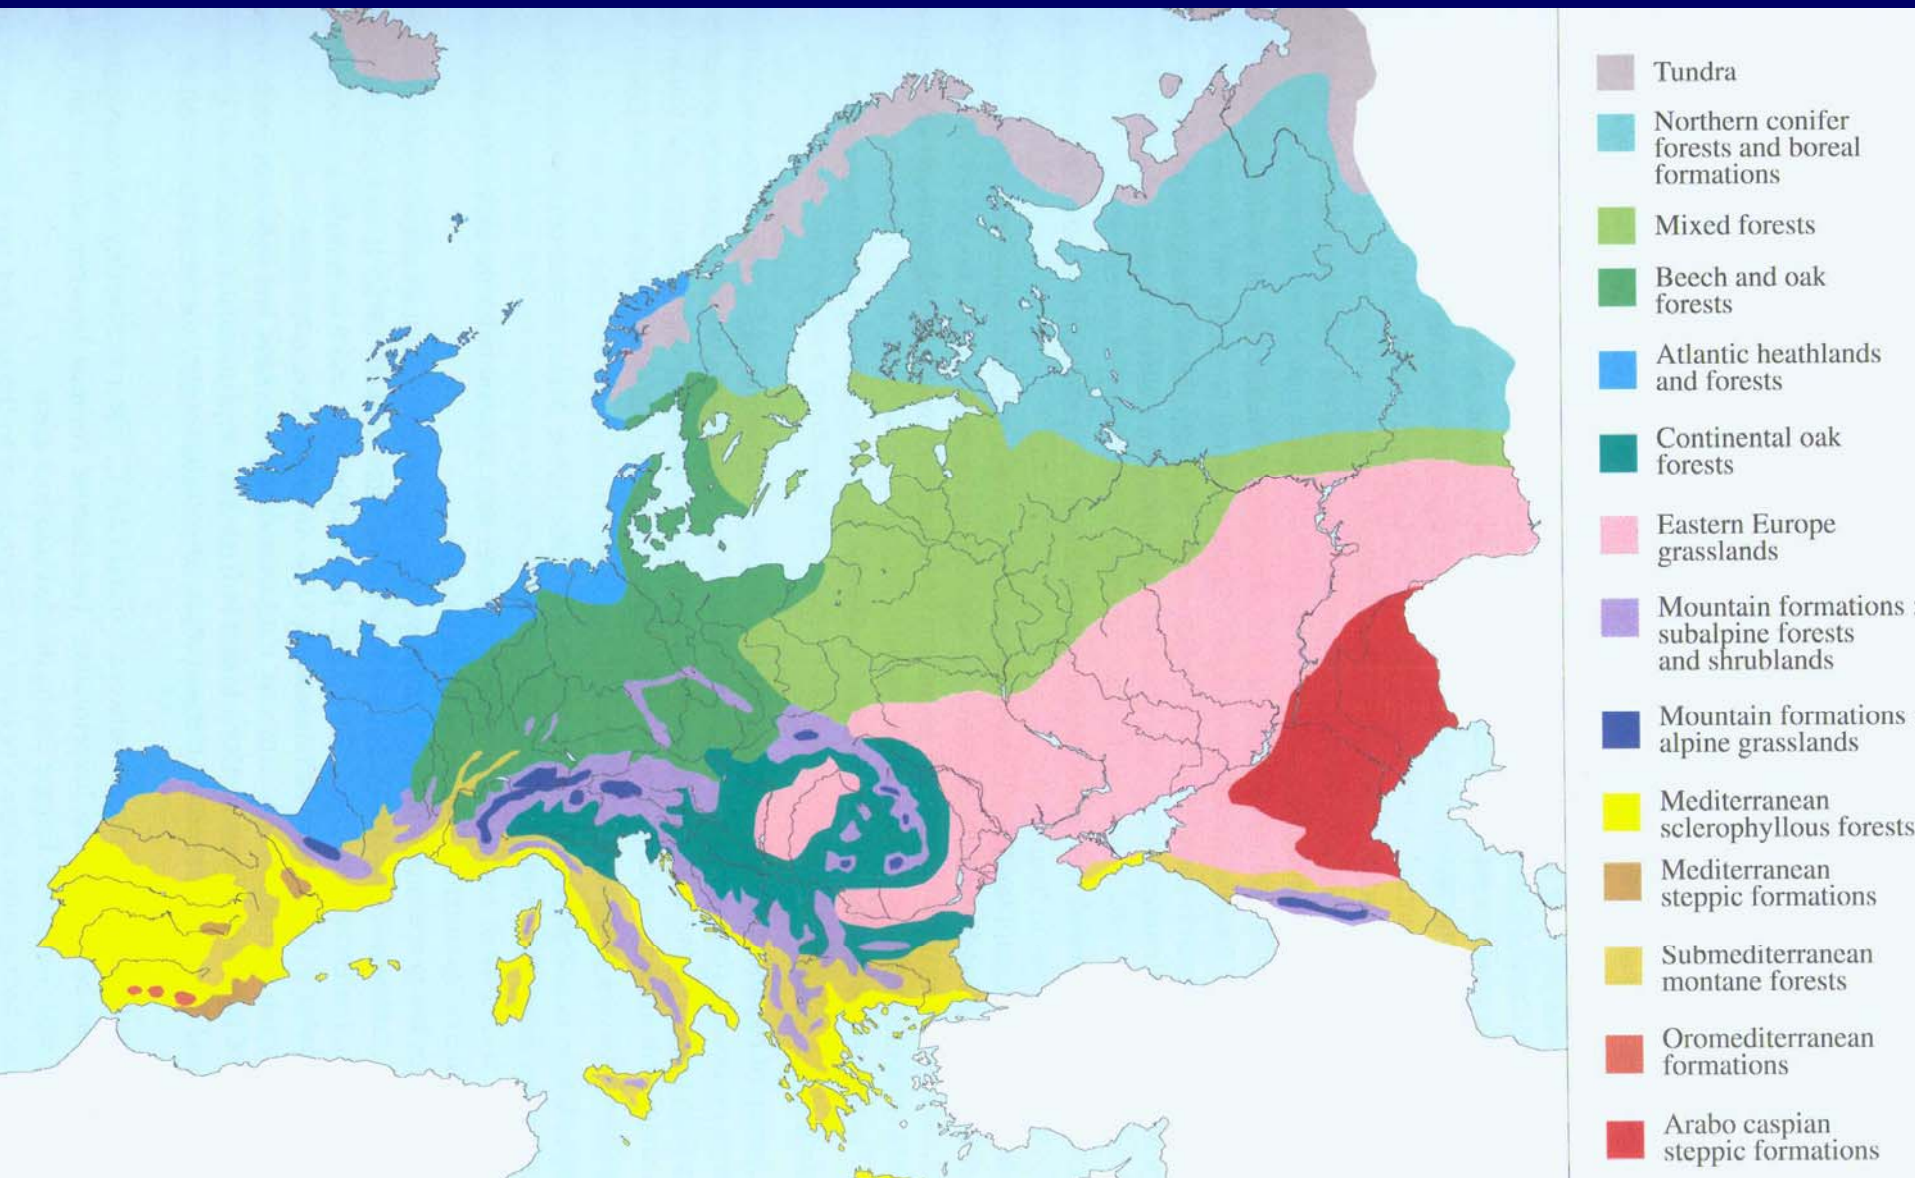 Tundra
Northern conifer
forests and boreal
formations
Mixed forests
Beech and oak
forests
Atlantic heathlands
and forests
Continental oak
forests
Eastern Europe
grasslands
Mountain formations :
subalpine forests
and shrublands
Mountain formations
alpine grasslands
Mediterranean
sclerophyllous forests
Mediterranean
steppic formations
Submediterranean
montane forests
Oromediterranean
formations
Arabo caspian
steppic formations